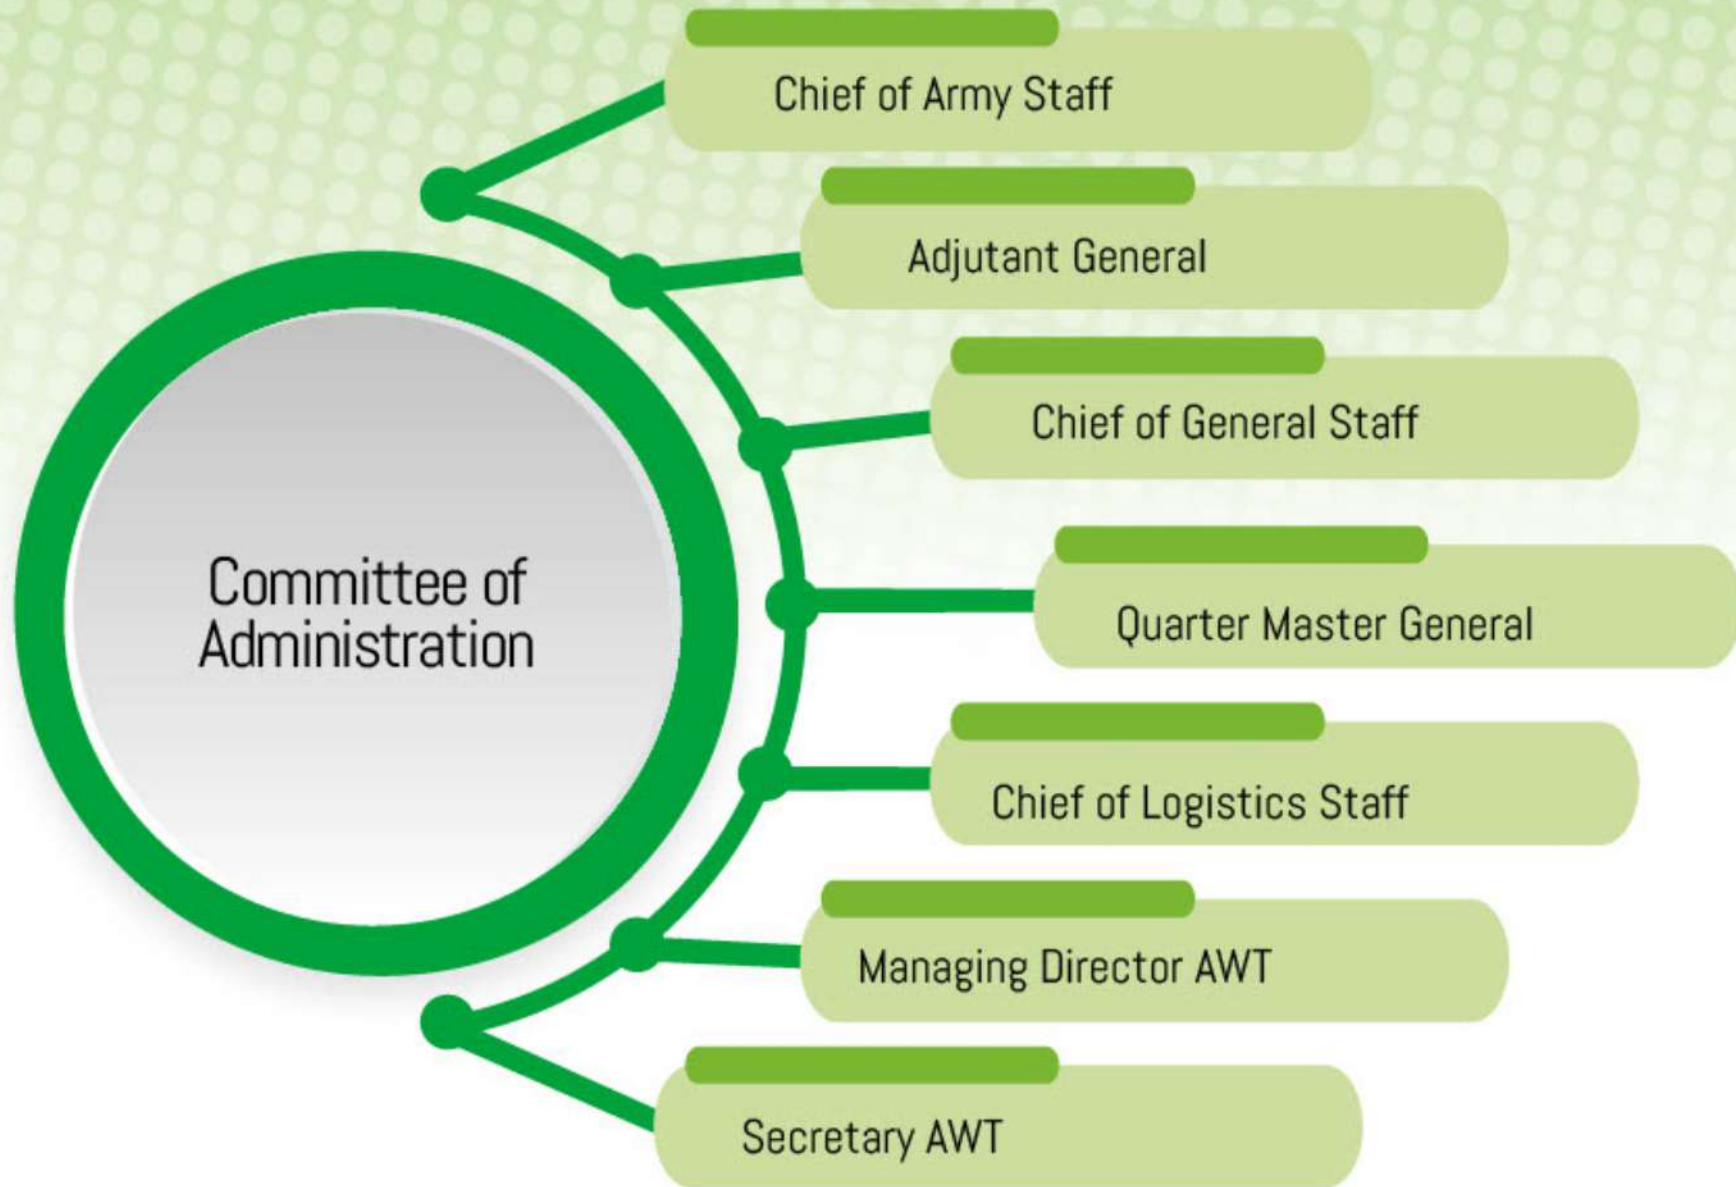 Chief of Army Staff
Adjutant General
Chief of General Staff
Committee of
Administration
Quarter Master General
Chief of Logistics Staff
Managing Director AWT
Secretary AWT